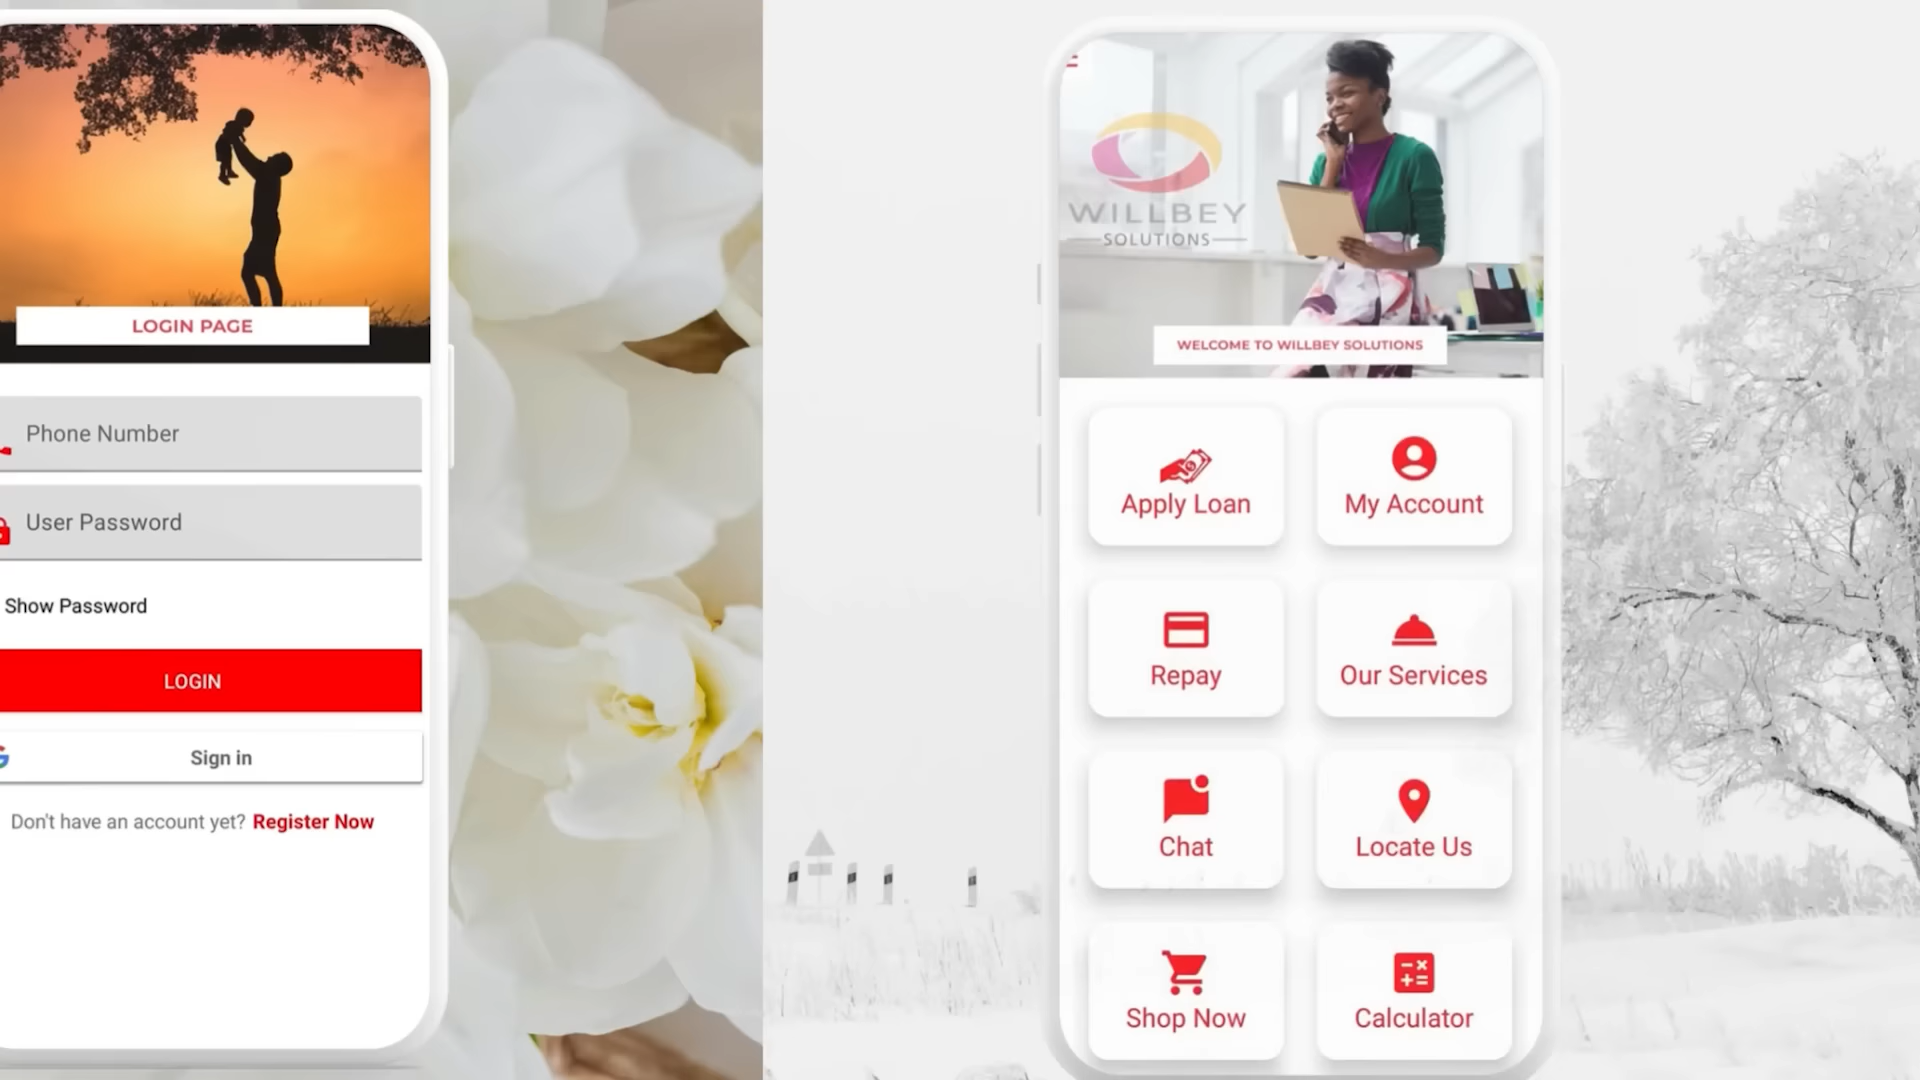 LOGIN PAGE
Phone Number
User Password
Show Password
LOGIN
Sign in
Don't have an account yet? Register Now
WILLBEY
SOLUTIONS
WELCOME TO WILLBEY SOLUTIONS
Apply Loan
My Account
Repay
Our Services
Chat
Locate Us
Shop Now
Calculator